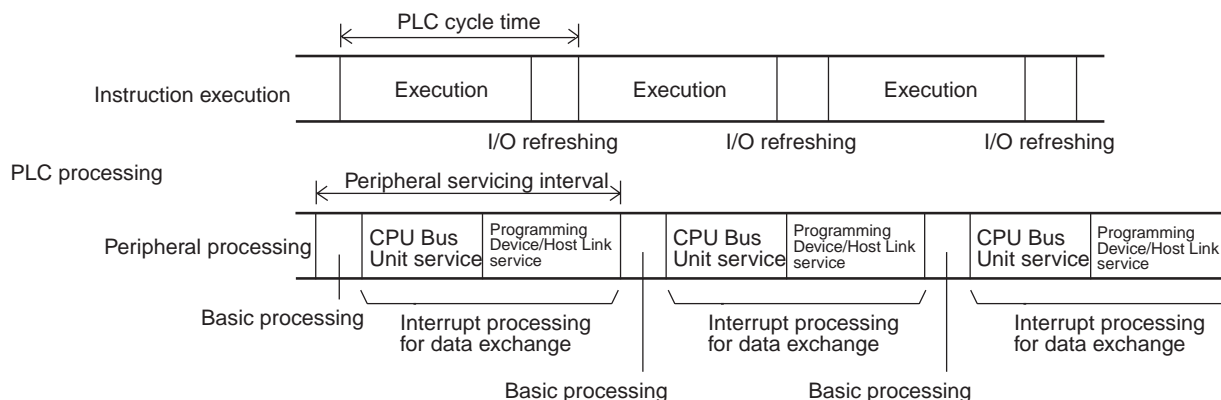 PLC cycle time
Instruction execution
Execution
Execution
Execution
I/O refreshing
I/O refreshing
I/O refreshing
PLC processing
Peripheral servicing interval
Peripheral processing
CPU Bus
Unit service
Programming
Device/Host Link
service
CPU Bus
Unit service
Programming
Device/Host Link
service
CPU Bus
Unit service
Programming
Device/Host Link
service
Basic processing
Interrupt processing
for data exchange
Interrupt processing
for data exchange
Interrupt processing
for data exchange
Basic processing
Basic processing